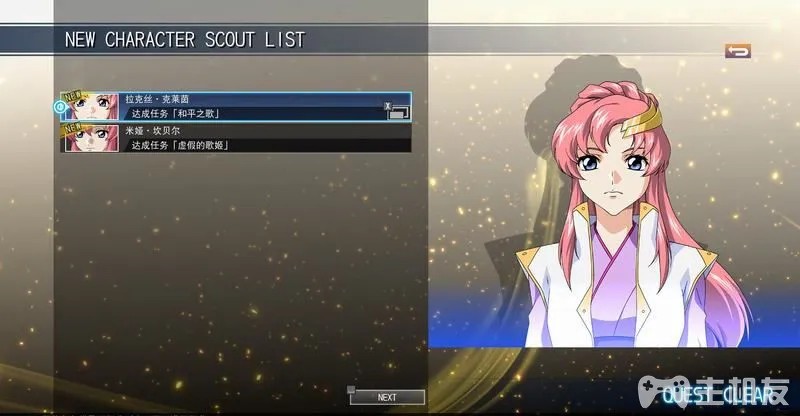 NEW CHARACTER SCOUT LIST
NEW
拉克丝·克莱茵
达成任务「和平之歌」
X
NEW
米娅·坎贝尔
达成任务「虚假的歌姬」
NEXT
QUEST CLEAR
主机友